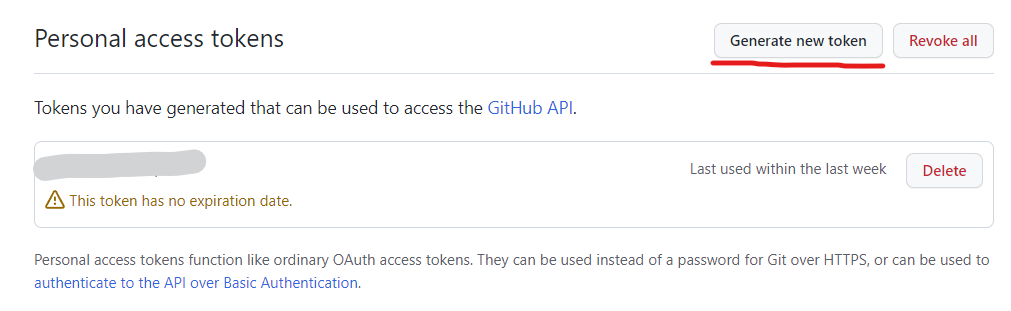 Personal access tokens
Generate new token
Revoke all
Tokens you have generated that can be used to access the GitHub API.
Last used within the last week
Delete
This token has no expiration date.
Personal access tokens function like ordinary OAuth access tokens. They can be used instead of a password for Git over HTTPS, or can be used to
authenticate to the API over Basic Authentication.